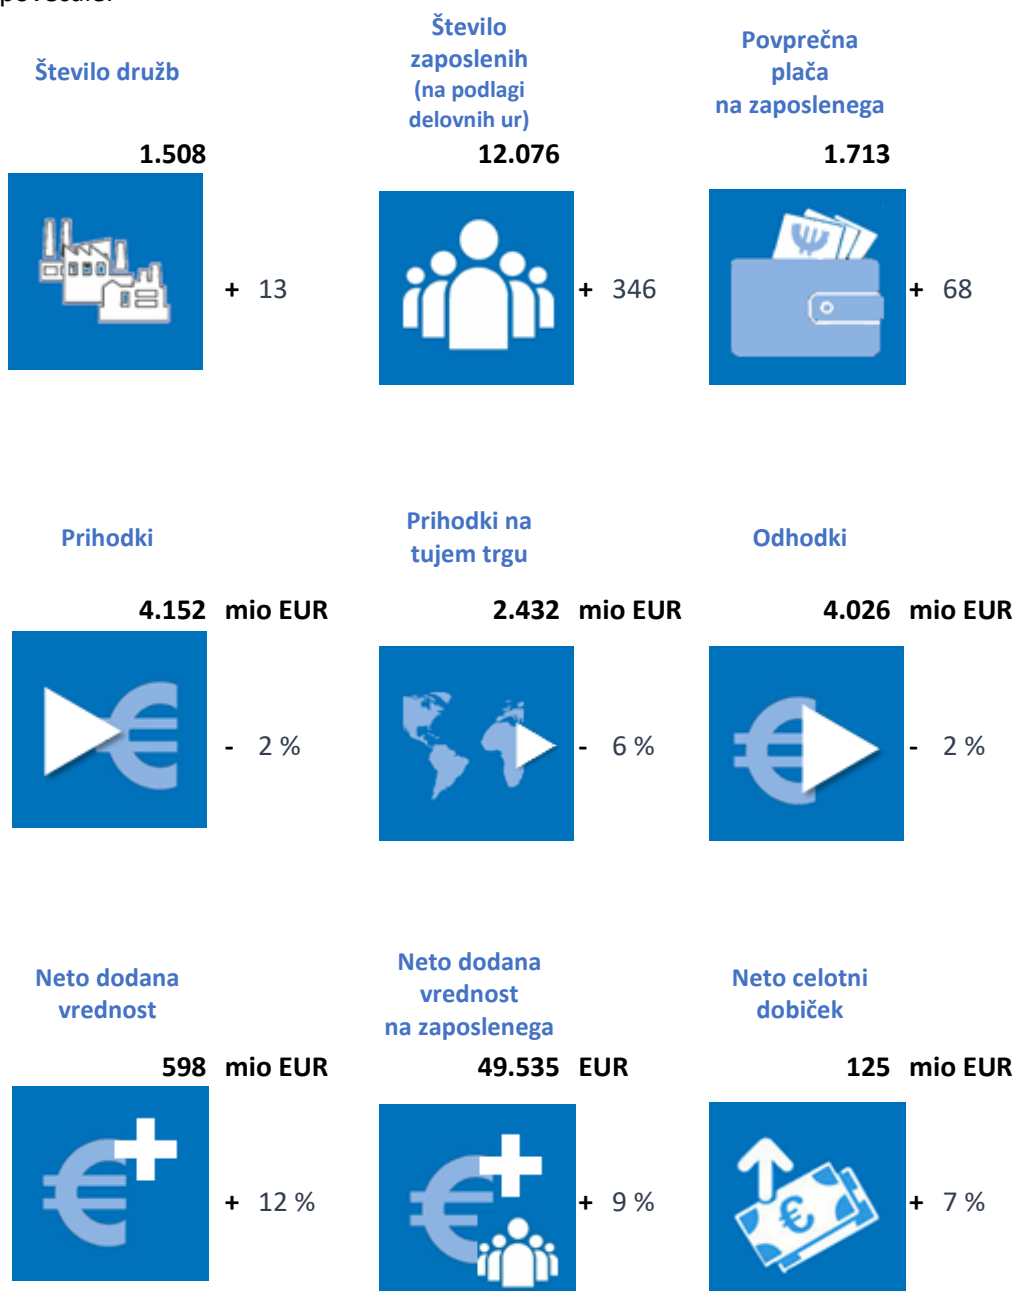 Število družb
Število
zaposlenih
(na podlagi
delovnih ur)
Povprečna
plača
na zaposlenega
1.508
12.076
1.713
+ 13
+ 346
+ 68
Prihodki
Prihodki na
tujem trgu
Odhodki
4.152 mio EUR
2.432 mio EUR
4.026 mio EUR
- 2 %
- 6 %
- 2 %
Neto dodana
vrednost
Neto dodana
vrednost
na zaposlenega
Neto celotni
dobiček
598 mio EUR
49.535 EUR
125 mio EUR
+ 12 %
+ 9 %
+ 7 %